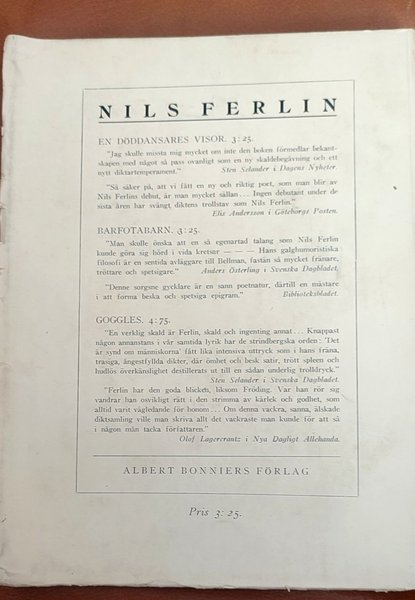 NILS FERLIN
EN DÖDDANSARES VISOR. 3:25.
"Jag skulle missta mig mycket om inte den boken förmedlar bekant-
skapen med något så pass ovanligt som en ny skaldebegåvning och ett
nytt diktartemperament." Sten Selander i Dagens Nyheter.
"Så säker på, att vi fått en ny och riktig poet, som man blir av
Nils Ferlins debut, är man mycket sällan... Ingen debutant under de
sista åren har svängt diktens trollstav som Nils Ferlin."
Elis Andersson i Göteborgs Posten.
BARFOTABARN. 3:25.
"Man skulle önska att en så egenartad talang som Nils Ferlin
kunde göra sig hörd i vida kretsar — — — Hans galghumoristiska
filosofi är en sentida avläggare till Bellman, fastän så mycket fränare,
tröttare och spetsigare." Anders Österling i Svenska Dagbladet.
"Denne sorgsne gycklare är en sann poetnatur, därtill en mästare
i att forma beska och spetsiga epigram." Biblioteksbladet.
GOGGLES. 4:75.
"En verklig skald är Ferlin, skald och ingenting annat... Knappast
någon annanstans i vår samtida lyrik har de strindbergska orden: 'Det
är synd om människorna' fått lika intensiva uttryck som i hans fräna,
trasiga, ångestfyllda dikter, där ömhet och besk satir, trött spleen och
hudlös överkänslighet destillerats ut till en sådan underlig trolldryck."
Sten Selander i Svenska Dagbladet.
"Ferlin har den goda blicken, liksom Fröding. Var han rör sig
vandrar han osvikligt rätt i den strimma av kärlek och godhet, som
alltid varit vägledande för honom... Om denna vackra, sanna, älskade
diktsamling ville man skriva allt det vackraste man kunde för att så
i någon mån tacka författaren."
Olof Lagercrantz i Nya Dagligt Allehanda.
ALBERT BONNIERS FÖRLAG
Pris 3:25.